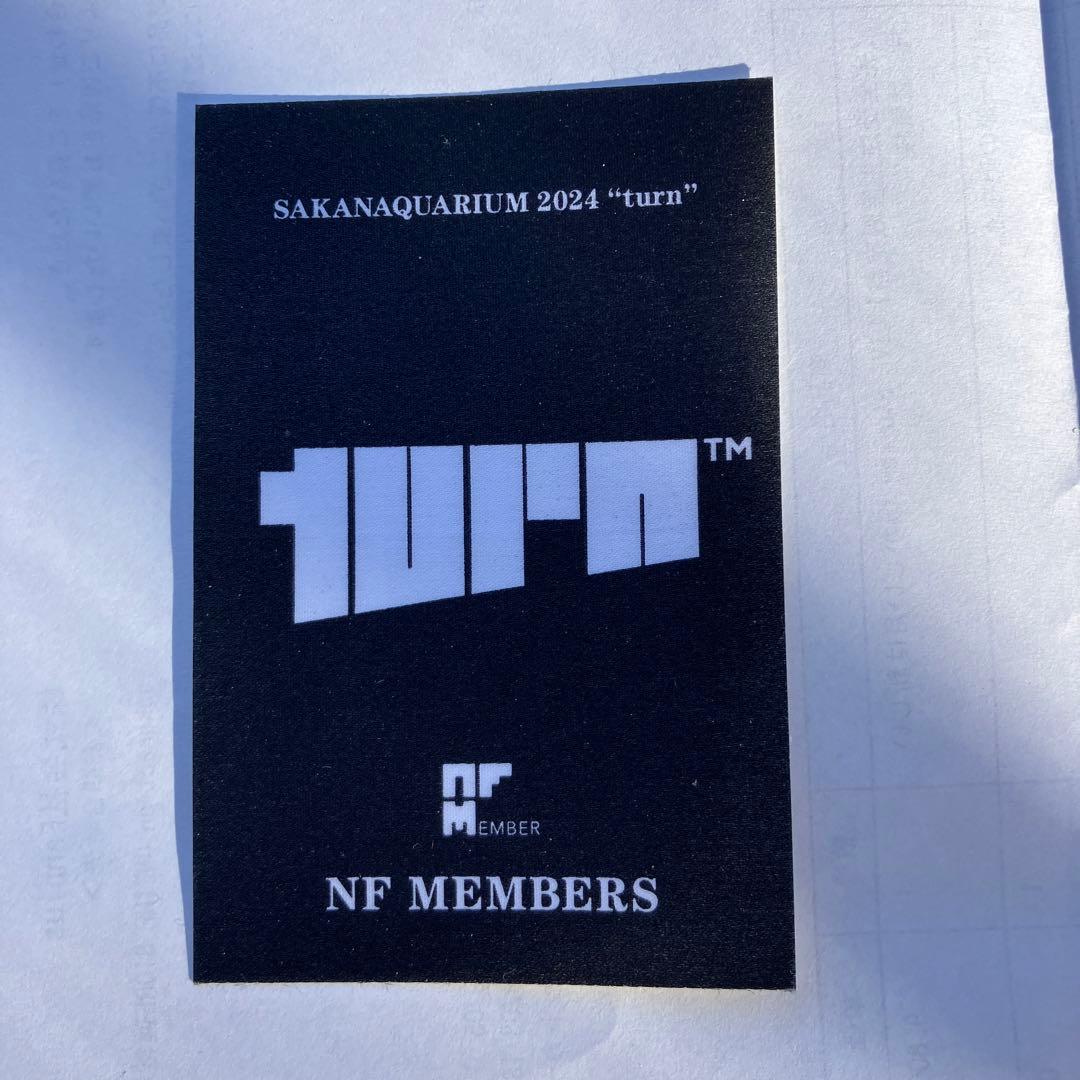 SAKANAQUARIUM 2024 “turn”
turn™
NF
MEMBER
NF MEMBERS